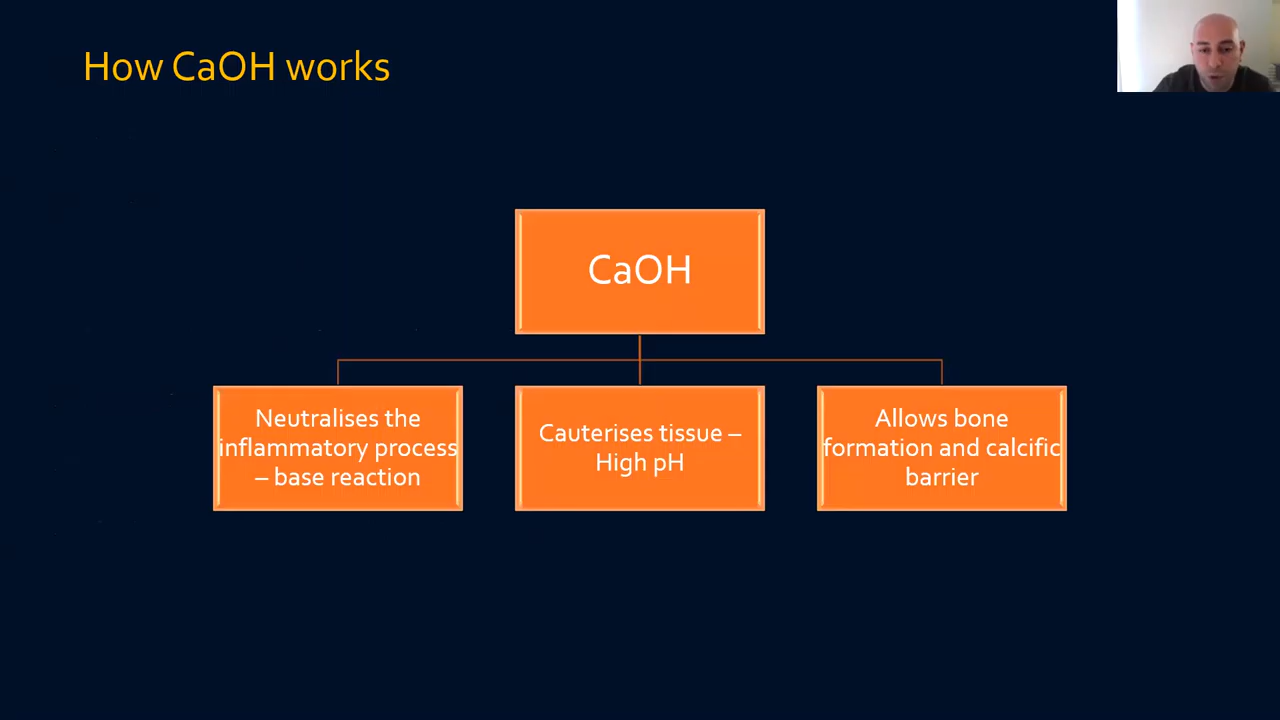 How CaOH works
CaOH
Neutralises the
inflammatory process
– base reaction
Cauterises tissue –
High pH
Allows bone
formation and calcific
barrier